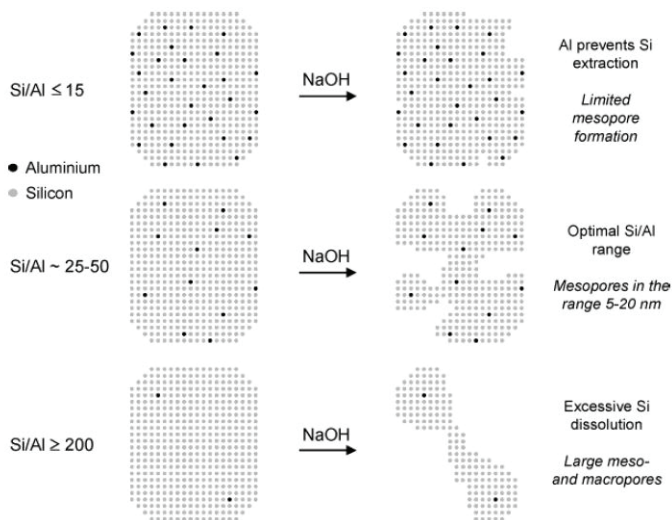 Si/Al ≤ 15
NaOH
Al prevents Si
extraction
Limited
mesopore
formation
Aluminium
Silicon
Si/Al ~ 25-50
NaOH
Optimal Si/Al
range
Mesopores in the
range 5-20 nm
Si/Al ≥ 200
NaOH
Excessive Si
dissolution
Large meso-
and macropores